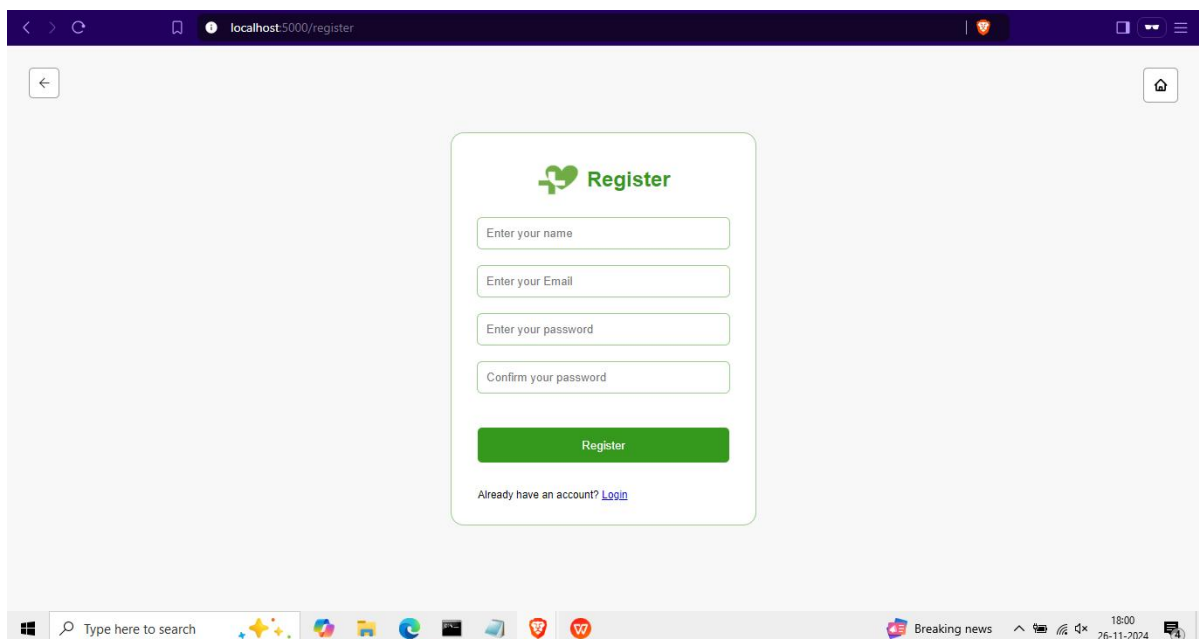 localhost:5000/register
Register
Enter your name
Enter your Email
Enter your password
Confirm your password
Register
Already have an account? Login
Type here to search
Breaking news
18:00
26-11-2024